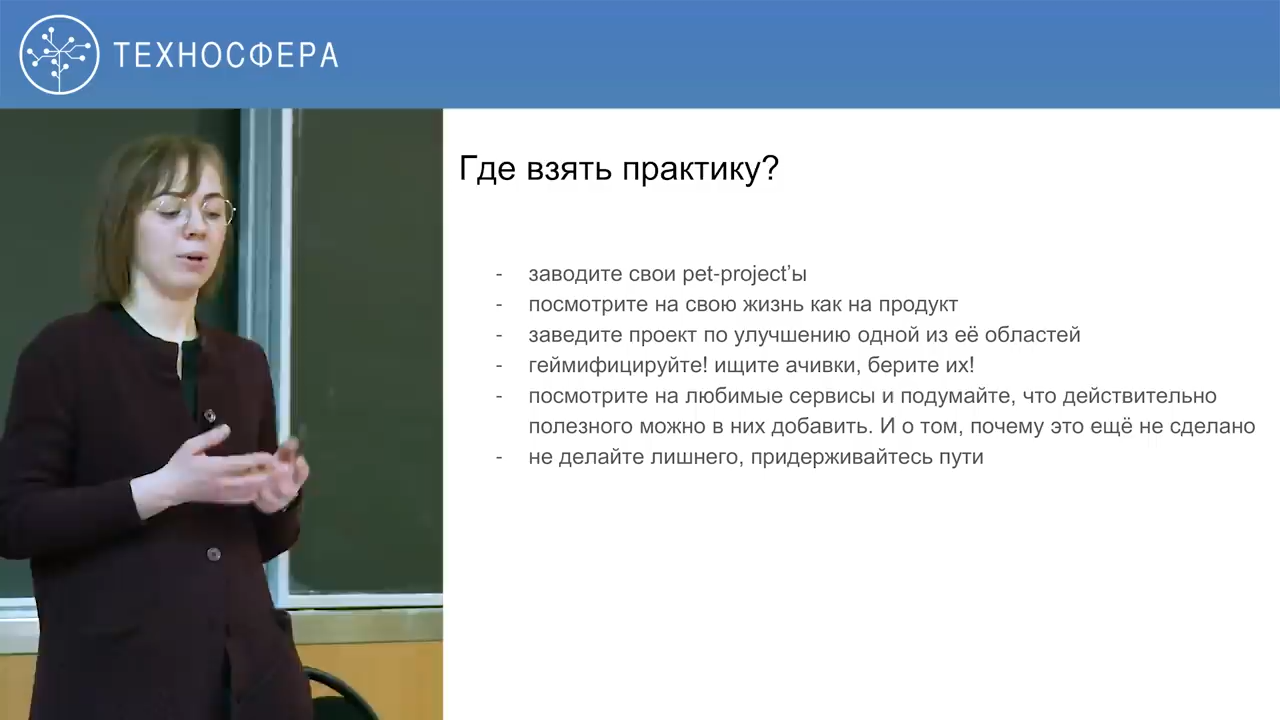 ТЕХНОСФЕРА
Где взять практику?
- заводите свои pet-project’ы
- посмотрите на свою жизнь как на продукт
- заведите проект по улучшению одной из её областей
- геймифицируйте! ищите ачивки, берите их!
- посмотрите на любимые сервисы и подумайте, что действительно
полезного можно в них добавить. И о том, почему это ещё не сделано
- не делайте лишнего, придерживайтесь пути